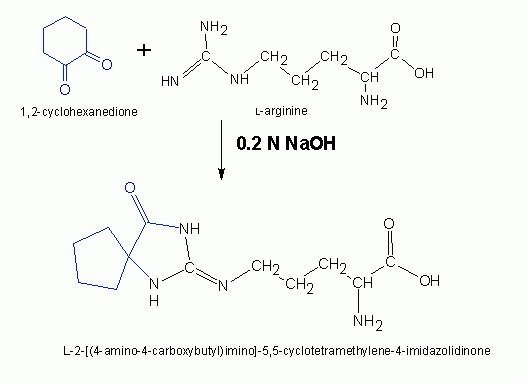 NH2
O
O
+
HN
NH
CH2
CH2
CH2
CH
NH2
C
O
OH
1,2-cyclohexanedione
L-arginine
0.2 N NaOH
O
NH
N
H
C
N
CH2
CH2
CH2
CH
NH2
C
O
OH
L-2-[(4-amino-4-carboxybutyl)imino]-5,5-cyclotetramethylene-4-imidazolidinone